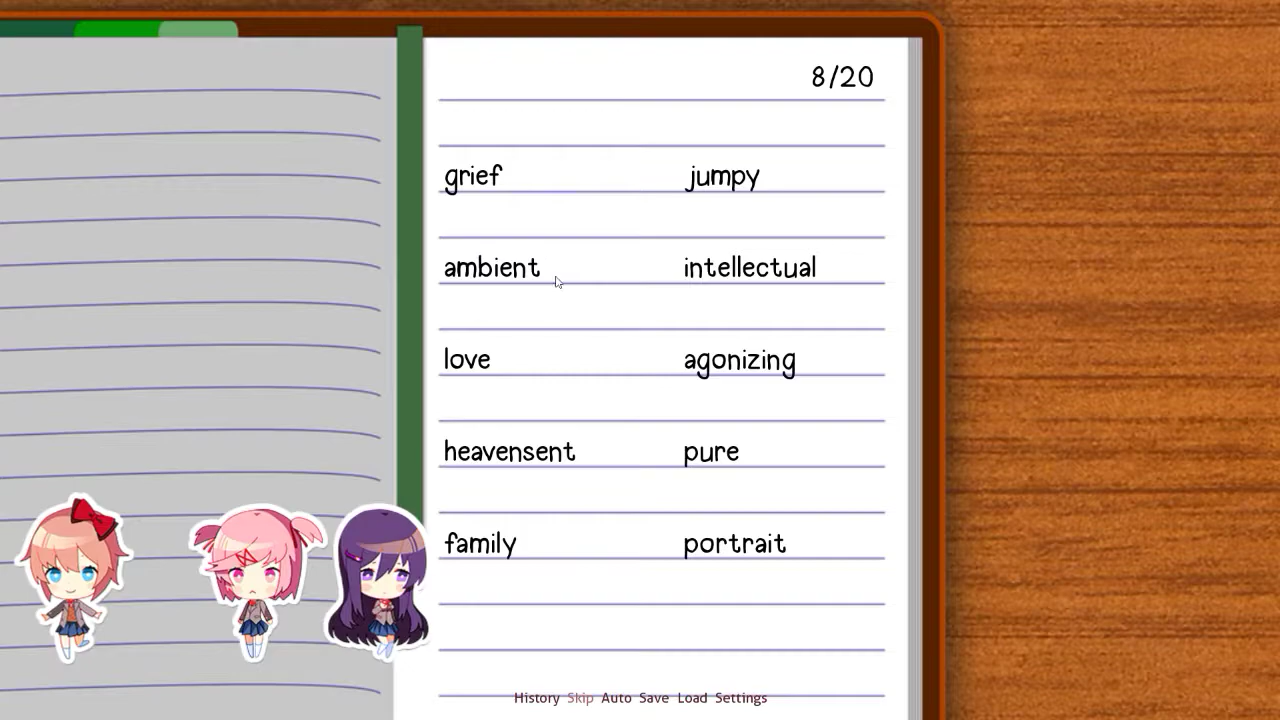 8/20
grief jumpy
ambient intellectual
love agonizing
heavensent pure
family portrait
History Skip Auto Save Load Settings